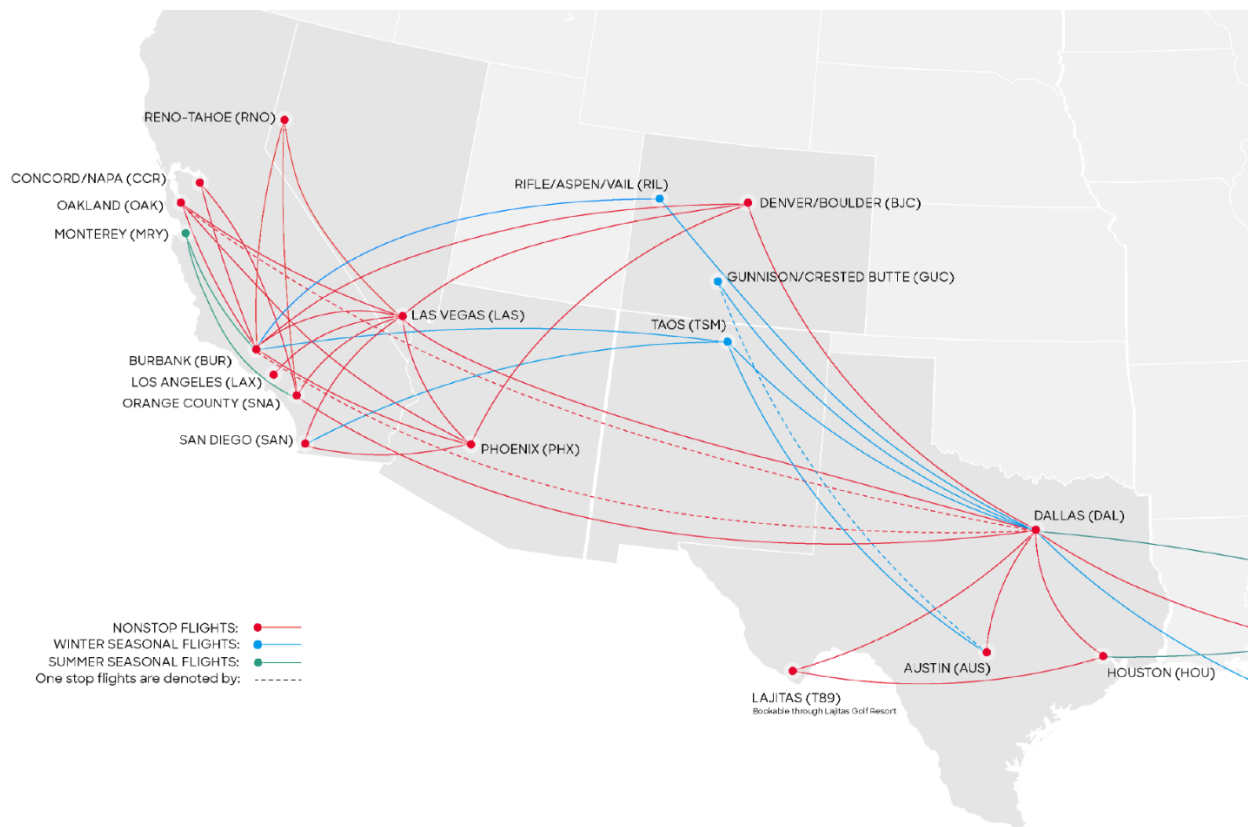 RENO-TAHOE (RNO)
CONCORD/NAPA (CCR)
OAKLAND (OAK)
MONTEREY (MRY)
RIFLE/ASPEN/VAIL (RIL)
DENVER/BOULDER (BJC)
GUNNISON/CRESTED BUTTE (GUC)
LAS VEGAS (LAS)
TAOS (TSM)
BURBANK (BUR)
LOS ANGELES (LAX)
ORANGE COUNTY (SNA)
SAN DIEGO (SAN)
PHOENIX (PHX)
DALLAS (DAL)
NONSTOP FLIGHTS:
WINTER SEASONAL FLIGHTS:
SUMMER SEASONAL FLIGHTS:
One stop flights are denoted by:
AUSTIN (AUS)
HOUSTON (HOU)
LAJITAS (T89)
Bookable through Lajitas Golf Resort